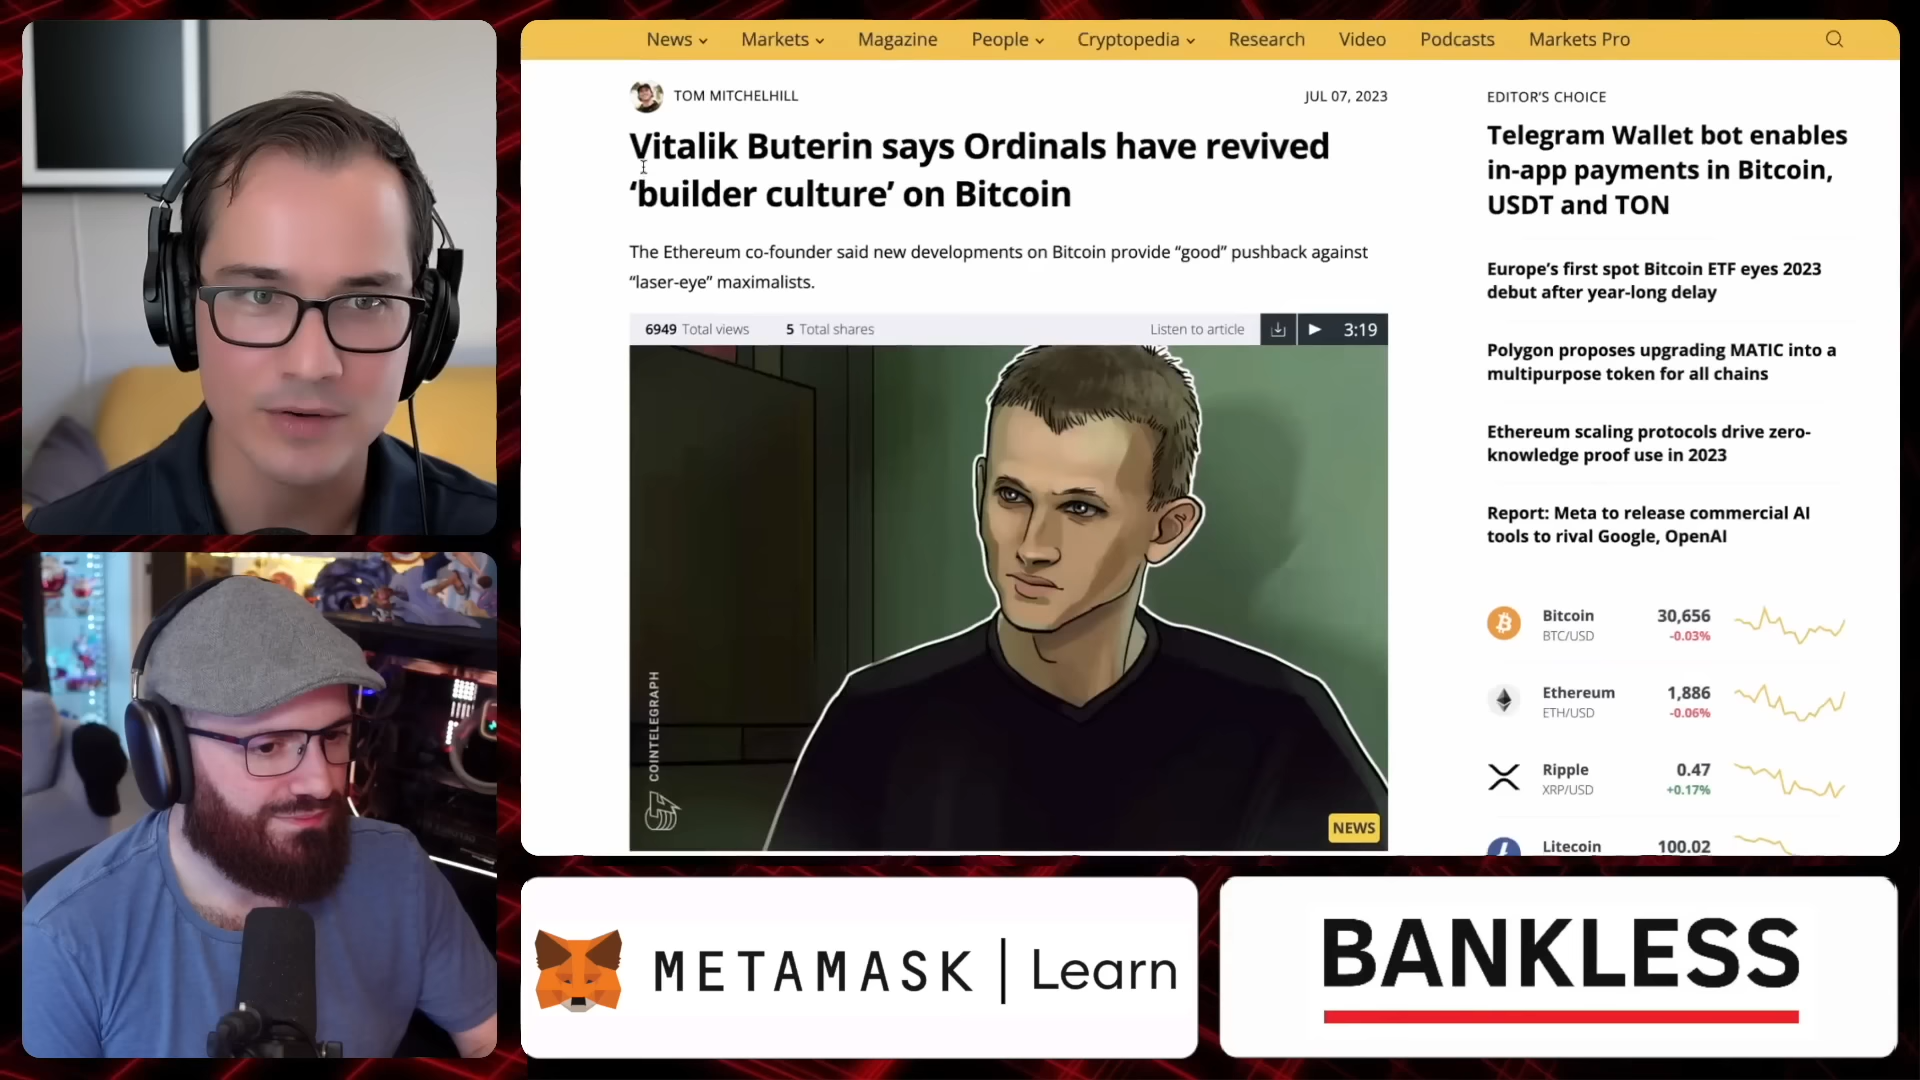 News Markets Magazine People Cryptopedia Research Video Podcasts Markets Pro
TOM MITCHELHILL
JUL 07, 2023
Vitalik Buterin says Ordinals have revived
‘builder culture’ on Bitcoin
The Ethereum co-founder said new developments on Bitcoin provide “good” pushback against
“laser-eye” maximalists.
6949 Total views 5 Total shares
Listen to article 3:19
COINTELEGRAPH
NEWS
EDITOR’S CHOICE
Telegram Wallet bot enables
in-app payments in Bitcoin,
USDT and TON
Europe’s first spot Bitcoin ETF eyes 2023
debut after year-long delay
Polygon proposes upgrading MATIC into a
multipurpose token for all chains
Ethereum scaling protocols drive zero-
knowledge proof use in 2023
Report: Meta to release commercial AI
tools to rival Google, OpenAI
Bitcoin 30,656
BTC/USD -0.03%
Ethereum 1,886
ETH/USD -0.06%
Ripple 0.47
XRP/USD +0.17%
Litecoin 100.02
METAMASK | Learn
BANKLESS